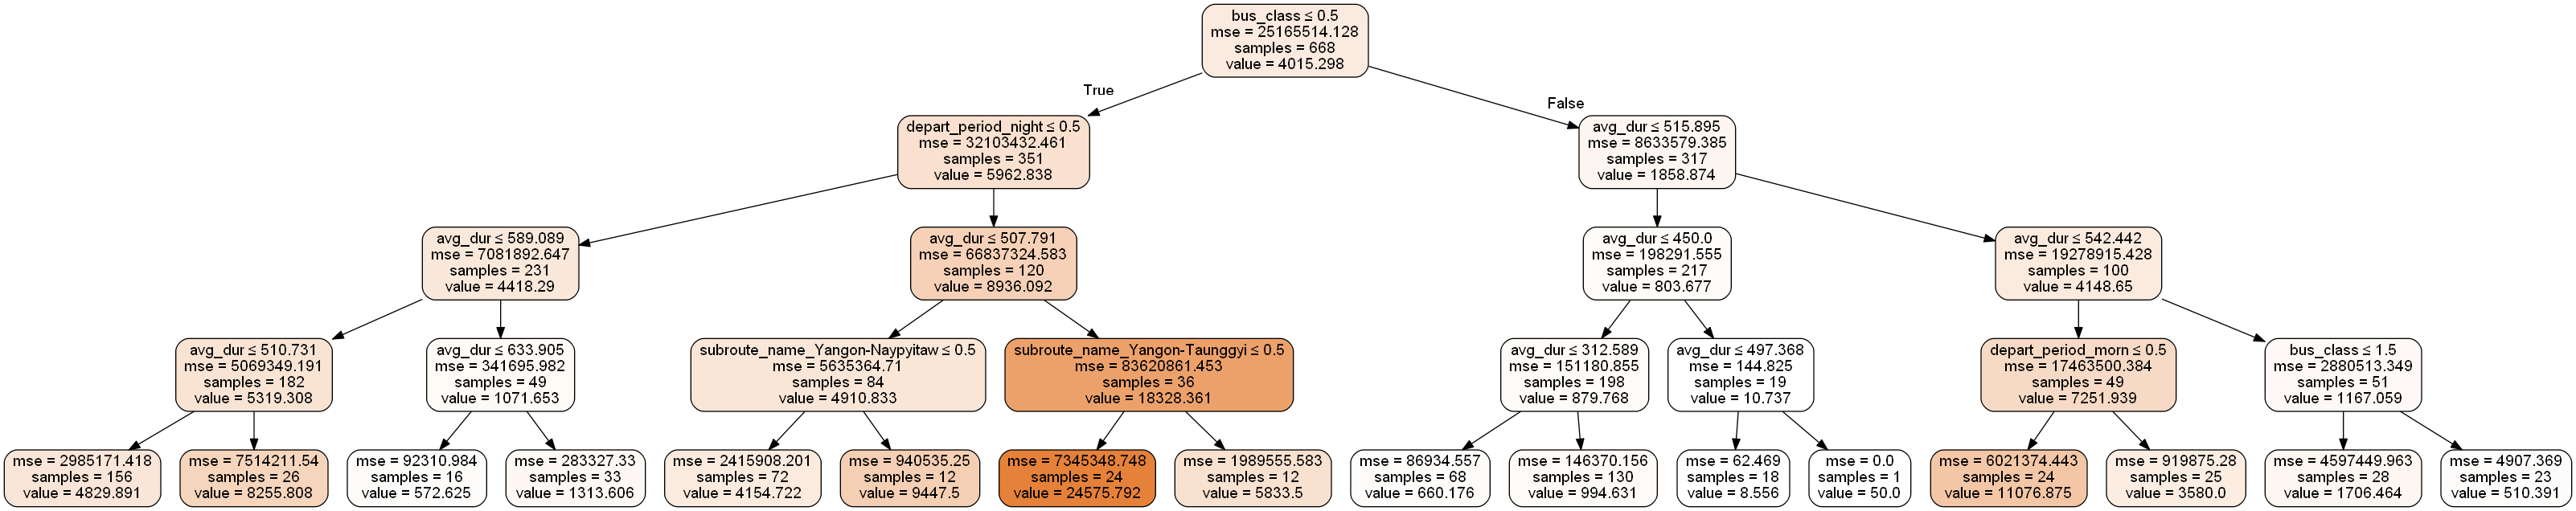 bus_class ≤ 0.5
mse = 25165514.128
samples = 668
value = 4015.298
True
False
depart_period_night ≤ 0.5
mse = 32103432.461
samples = 351
value = 5962.838
avg_dur ≤ 515.895
mse = 8633579.385
samples = 317
value = 1858.874
avg_dur ≤ 589.089
mse = 7081892.647
samples = 231
value = 4418.29
avg_dur ≤ 507.791
mse = 66837324.583
samples = 120
value = 8936.092
avg_dur ≤ 450.0
mse = 198291.555
samples = 217
value = 803.677
avg_dur ≤ 542.442
mse = 19278915.428
samples = 100
value = 4148.65
avg_dur ≤ 510.731
mse = 5069349.191
samples = 182
value = 5319.308
avg_dur ≤ 633.905
mse = 341695.982
samples = 49
value = 1071.653
subroute_name_Yangon-Naypyitaw ≤ 0.5
mse = 5635364.71
samples = 84
value = 4910.833
subroute_name_Yangon-Taunggyi ≤ 0.5
mse = 83620861.453
samples = 36
value = 18328.361
avg_dur ≤ 312.589
mse = 151180.855
samples = 198
value = 879.768
avg_dur ≤ 497.368
mse = 144.825
samples = 19
value = 10.737
depart_period_morn ≤ 0.5
mse = 17463500.384
samples = 49
value = 7251.939
bus_class ≤ 1.5
mse = 2880513.349
samples = 51
value = 1167.059
mse = 2985171.418
samples = 156
value = 4829.891
mse = 7514211.54
samples = 26
value = 8255.808
mse = 92310.984
samples = 16
value = 572.625
mse = 283327.33
samples = 33
value = 1313.606
mse = 2415908.201
samples = 72
value = 4154.722
mse = 940535.25
samples = 12
value = 9447.5
mse = 7345348.748
samples = 24
value = 24575.792
mse = 1989555.583
samples = 12
value = 5833.5
mse = 86934.557
samples = 68
value = 660.176
mse = 146370.156
samples = 130
value = 994.631
mse = 62.469
samples = 18
value = 8.556
mse = 0.0
samples = 1
value = 50.0
mse = 6021374.443
samples = 24
value = 11076.875
mse = 919875.28
samples = 25
value = 3580.0
mse = 4597449.963
samples = 28
value = 1706.464
mse = 4907.369
samples = 23
value = 510.391